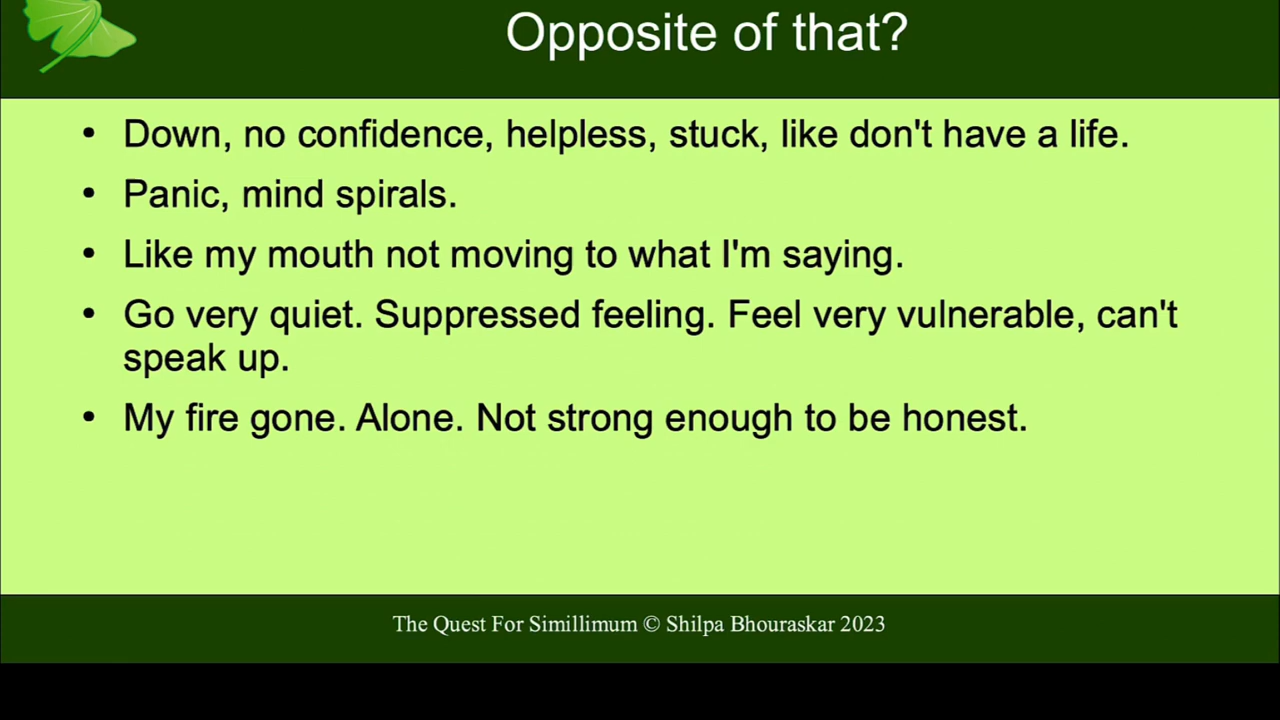 Opposite of that?
• Down, no confidence, helpless, stuck, like don't have a life.
• Panic, mind spirals.
• Like my mouth not moving to what I'm saying.
• Go very quiet. Suppressed feeling. Feel very vulnerable, can't
speak up.
• My fire gone. Alone. Not strong enough to be honest.
The Quest For Simillimum © Shilpa Bhouraskar 2023